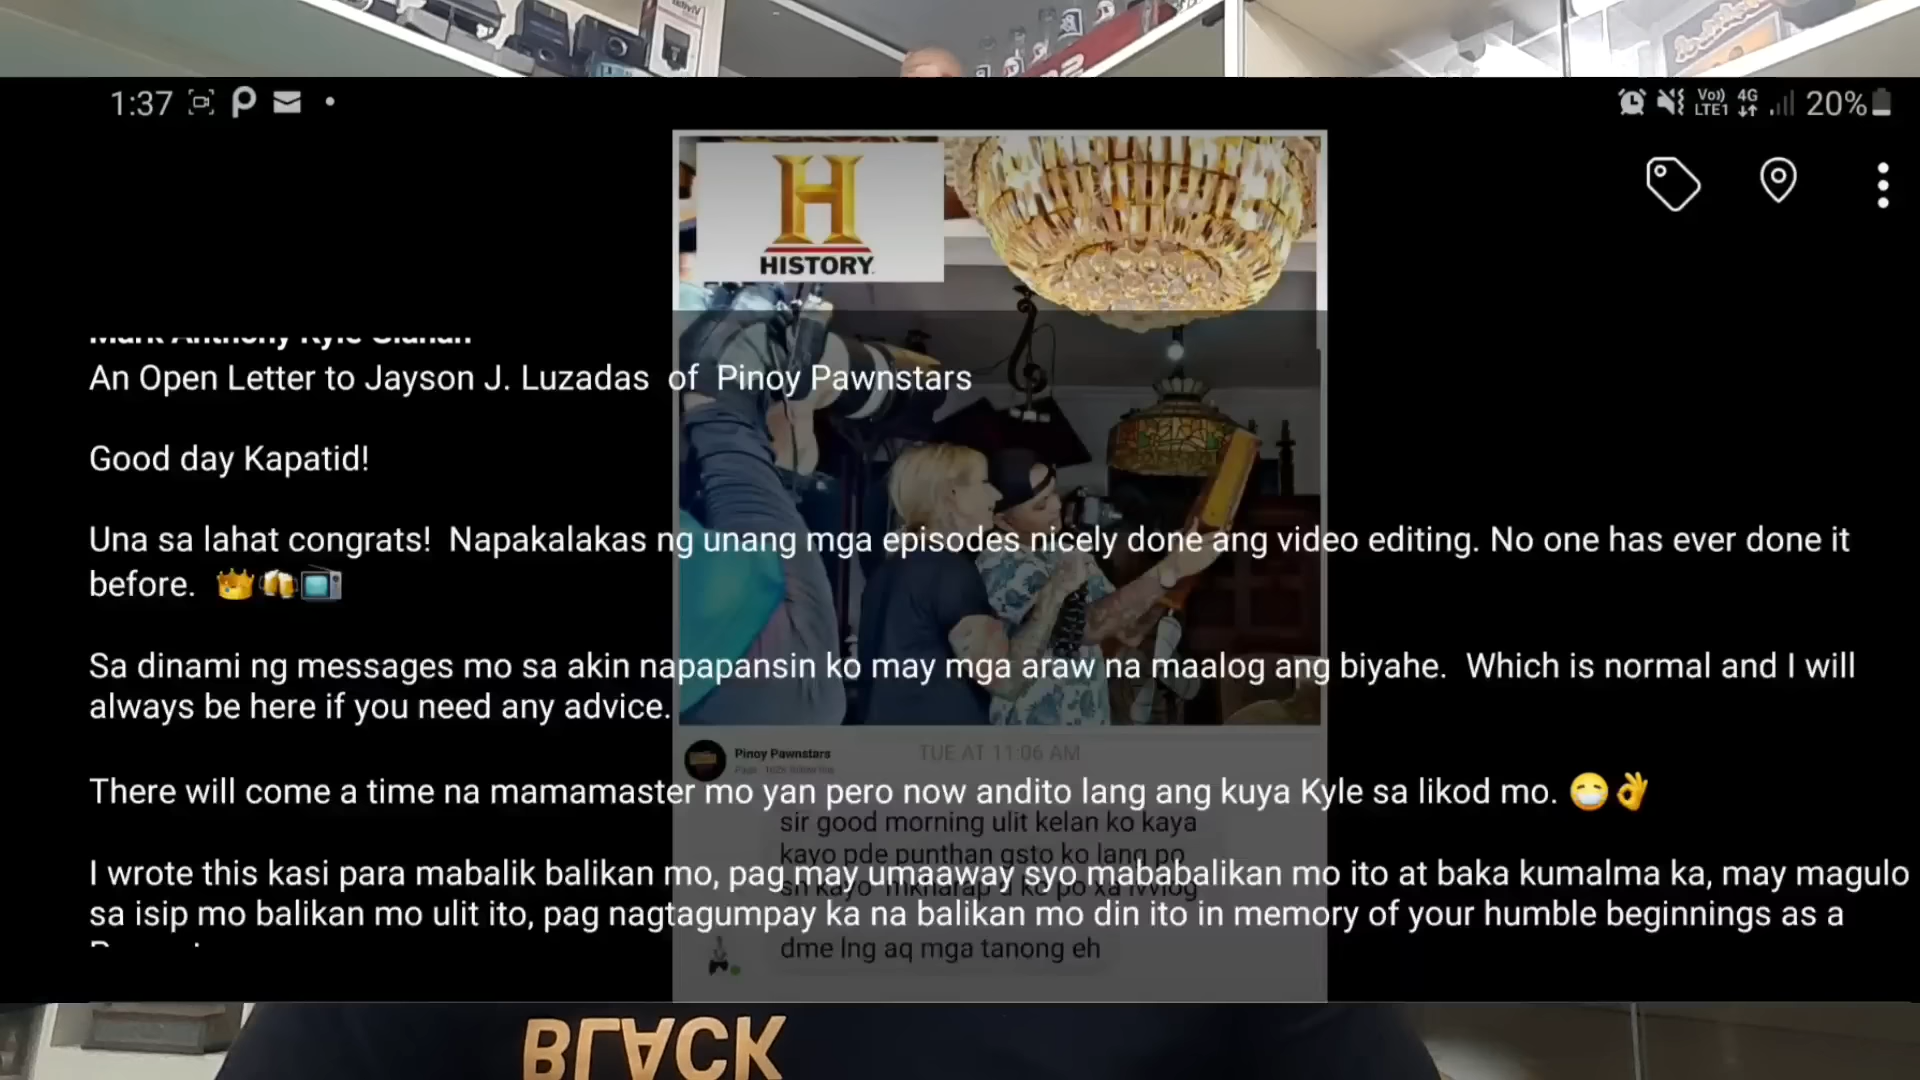 1:37
Vo))
LTE1
4G
20%
H
HISTORY
An Open Letter to Jayson J. Luzadas of Pinoy Pawnstars
Good day Kapatid!
Una sa lahat congrats! Napakalakas ng unang mga episodes nicely done ang video editing. No one has ever done it
before. 👑🍻📺
Sa dinami ng messages mo sa akin napapansin ko may mga araw na maalog ang biyahe. Which is normal and I will
always be here if you need any advice.
Pinoy Pawnstars
TUE AT 11:06 AM
There will come a time na mamamaster mo yan pero now andito lang ang kuya Kyle sa likod mo. 😷👌
sir good morning ulit kelan ko kaya
kayo pde punthan gsto ko lang po
I wrote this kasi para mabalik balikan mo, pag may umaaway syo mababalikan mo ito at baka kumalma ka, may magulo
sa isip mo balikan mo ulit ito, pag nagtagumpay ka na balikan mo din ito in memory of your humble beginnings as a
dme lng aq mga tanong eh
BLACK